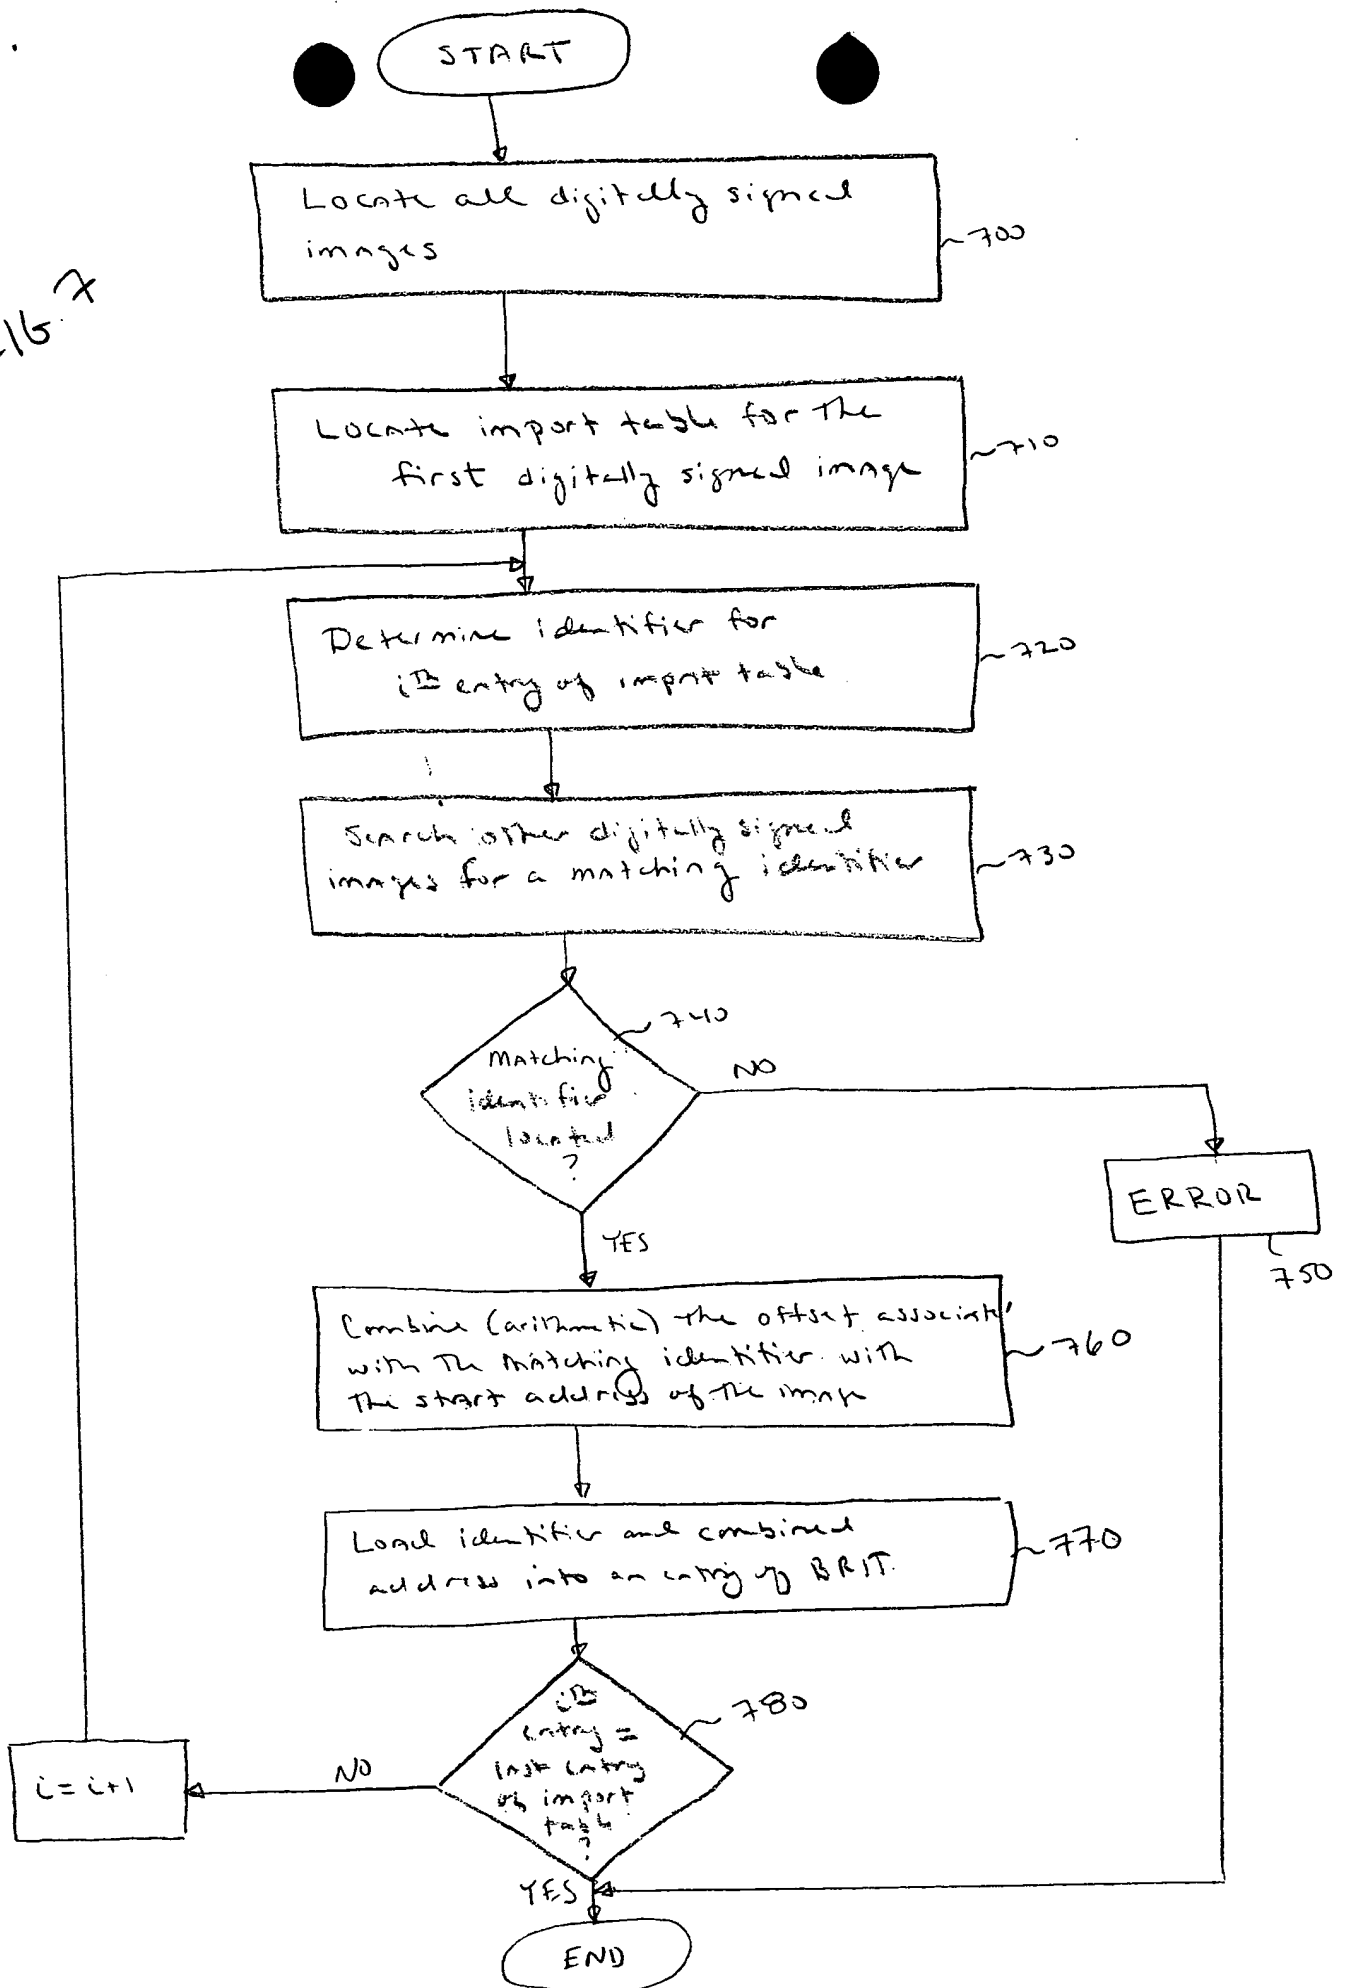 FIG. 7
START
Locate all digitally signed
images
700
Locate import table for the
first digitally signed image
710
Determine identifier for
ith entry of import table
720
Search other digitally signed
images for a matching identifier
730
740
Matching
identifier
located
?
NO
YES
ERROR
750
Combine (arithmetic) the offset associat
with the matching identifier with
the start address of the image
760
Load identifier and combined
address into an entry of BRIT.
770
780
ith
entry =
last entry
of import
table
?
NO
i = i+1
YES
END